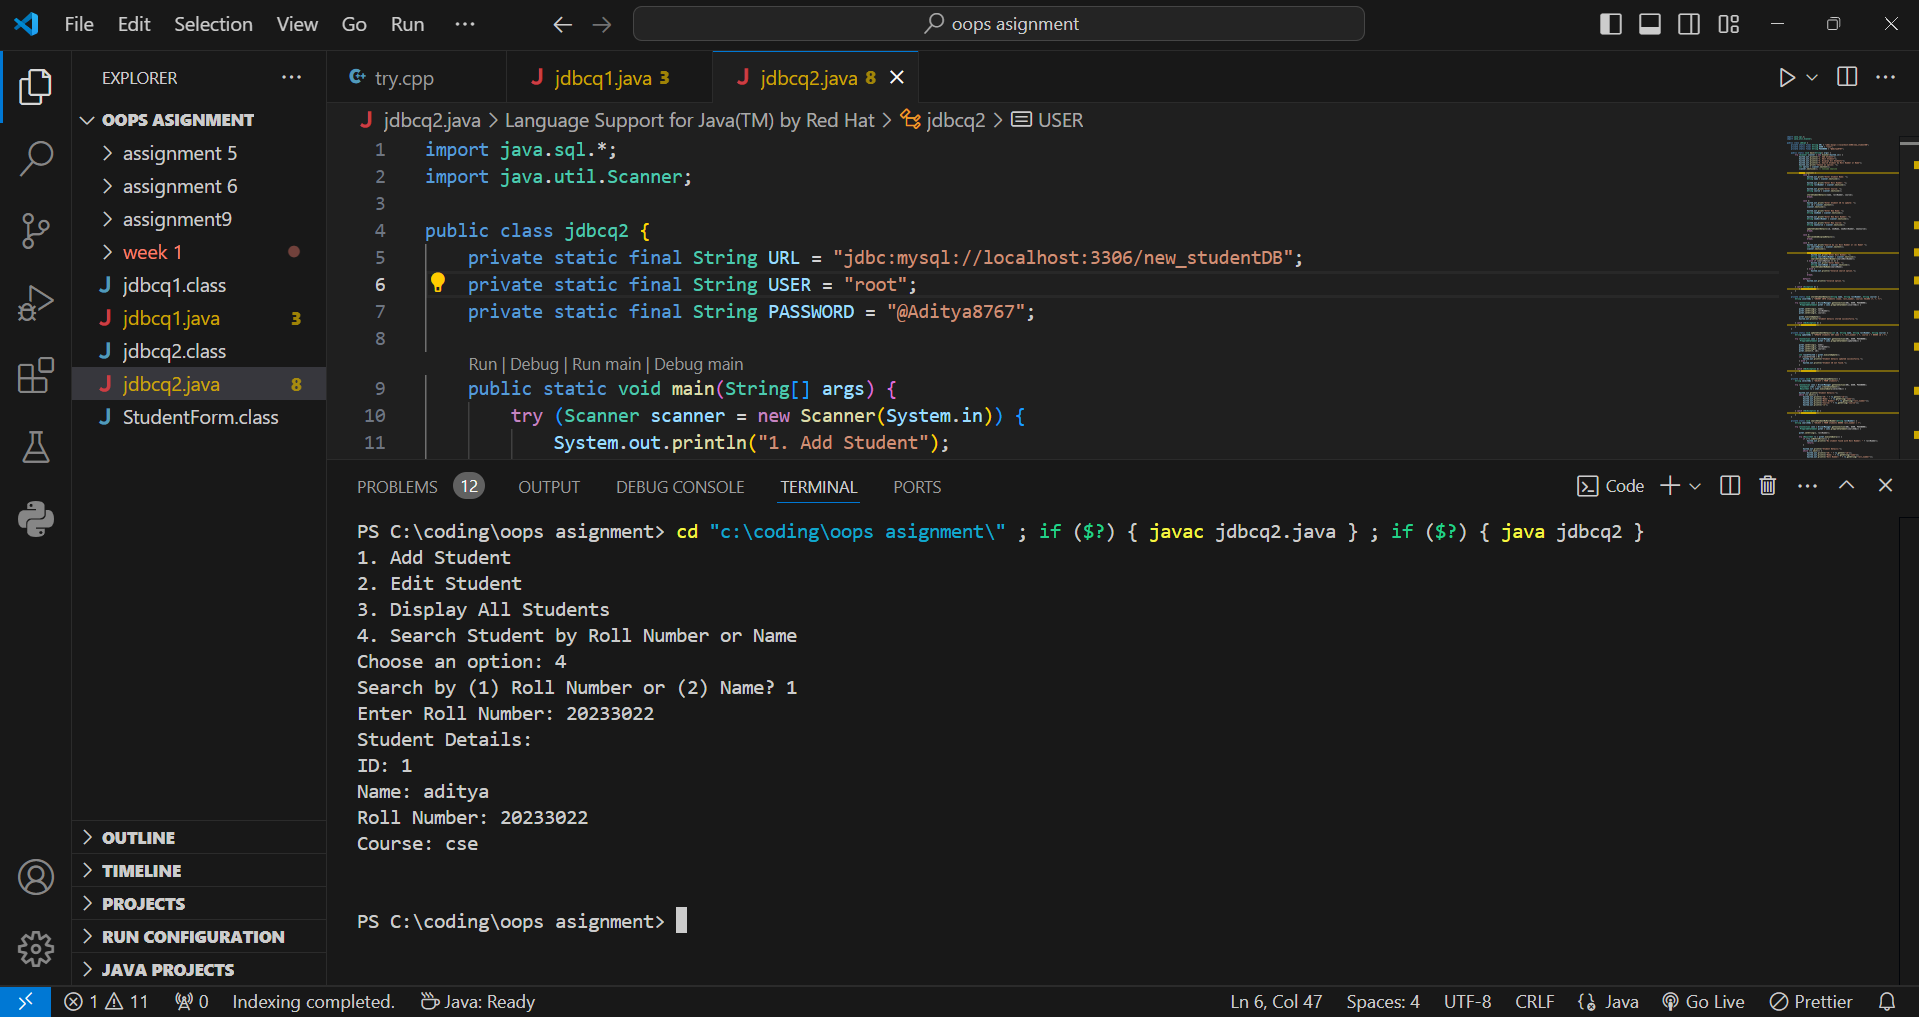 File Edit Selection View Go Run ··· oops asignment
EXPLORER ···
OOPS ASIGNMENT
assignment 5
assignment 6
assignment9
week 1
jdbcq1.class
jdbcq1.java 3
jdbcq2.class
jdbcq2.java 8
StudentForm.class
OUTLINE
TIMELINE
PROJECTS
RUN CONFIGURATION
JAVA PROJECTS
try.cpp jdbcq1.java 3 jdbcq2.java 8
jdbcq2.java > Language Support for Java(TM) by Red Hat > jdbcq2 > USER
1 import java.sql.*;
2 import java.util.Scanner;
3
4 public class jdbcq2 {
5 private static final String URL = "jdbc:mysql://localhost:3306/new_studentDB";
6 private static final String USER = "root";
7 private static final String PASSWORD = "@Aditya8767";
8
Run | Debug | Run main | Debug main
9 public static void main(String[] args) {
10 try (Scanner scanner = new Scanner(System.in)) {
11 System.out.println("1. Add Student");
PROBLEMS 12 OUTPUT DEBUG CONSOLE TERMINAL PORTS Code
PS C:\coding\oops asignment> cd "c:\coding\oops asignment\" ; if ($?) { javac jdbcq2.java } ; if ($?) { java jdbcq2 }
1. Add Student
2. Edit Student
3. Display All Students
4. Search Student by Roll Number or Name
Choose an option: 4
Search by (1) Roll Number or (2) Name? 1
Enter Roll Number: 20233022
Student Details:
ID: 1
Name: aditya
Roll Number: 20233022
Course: cse
PS C:\coding\oops asignment>
1 11 0 Indexing completed. Java: Ready Ln 6, Col 47 Spaces: 4 UTF-8 CRLF Java Go Live Prettier